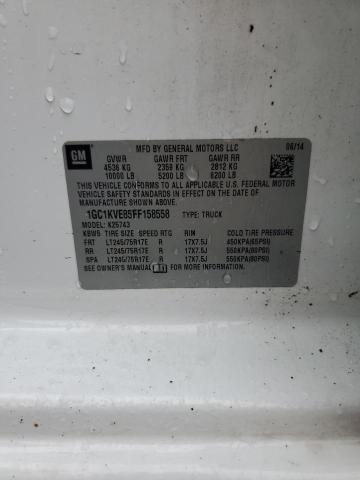 GM
MFD BY GENERAL MOTORS LLC 06/14
GVWR GAWR FRT GAWR RR
4536 KG 2359 KG 2812 KG
10000 LB 5200 LB 6200 LB
THIS VEHICLE CONFORMS TO ALL APPLICABLE U.S. FEDERAL MOTOR
VEHICLE SAFETY STANDARDS IN EFFECT ON THE DATE OF
MANUFACTURE SHOWN ABOVE.
1GC1KVE85FF158558 TYPE: TRUCK
MODEL: K25743
KBWS TIRE SIZE SPEED RTG RIM COLD TIRE PRESSURE
FRT LT245/75R17E R 17X7.5J 450KPA(65PSI)
RR LT245/75R17E R 17X7.5J 550KPA(80PSI)
SPA LT245/75R17E R 17X7.5J 550KPA(80PSI)
SEE OWNER'S MANUAL FOR MORE INFORMATION.